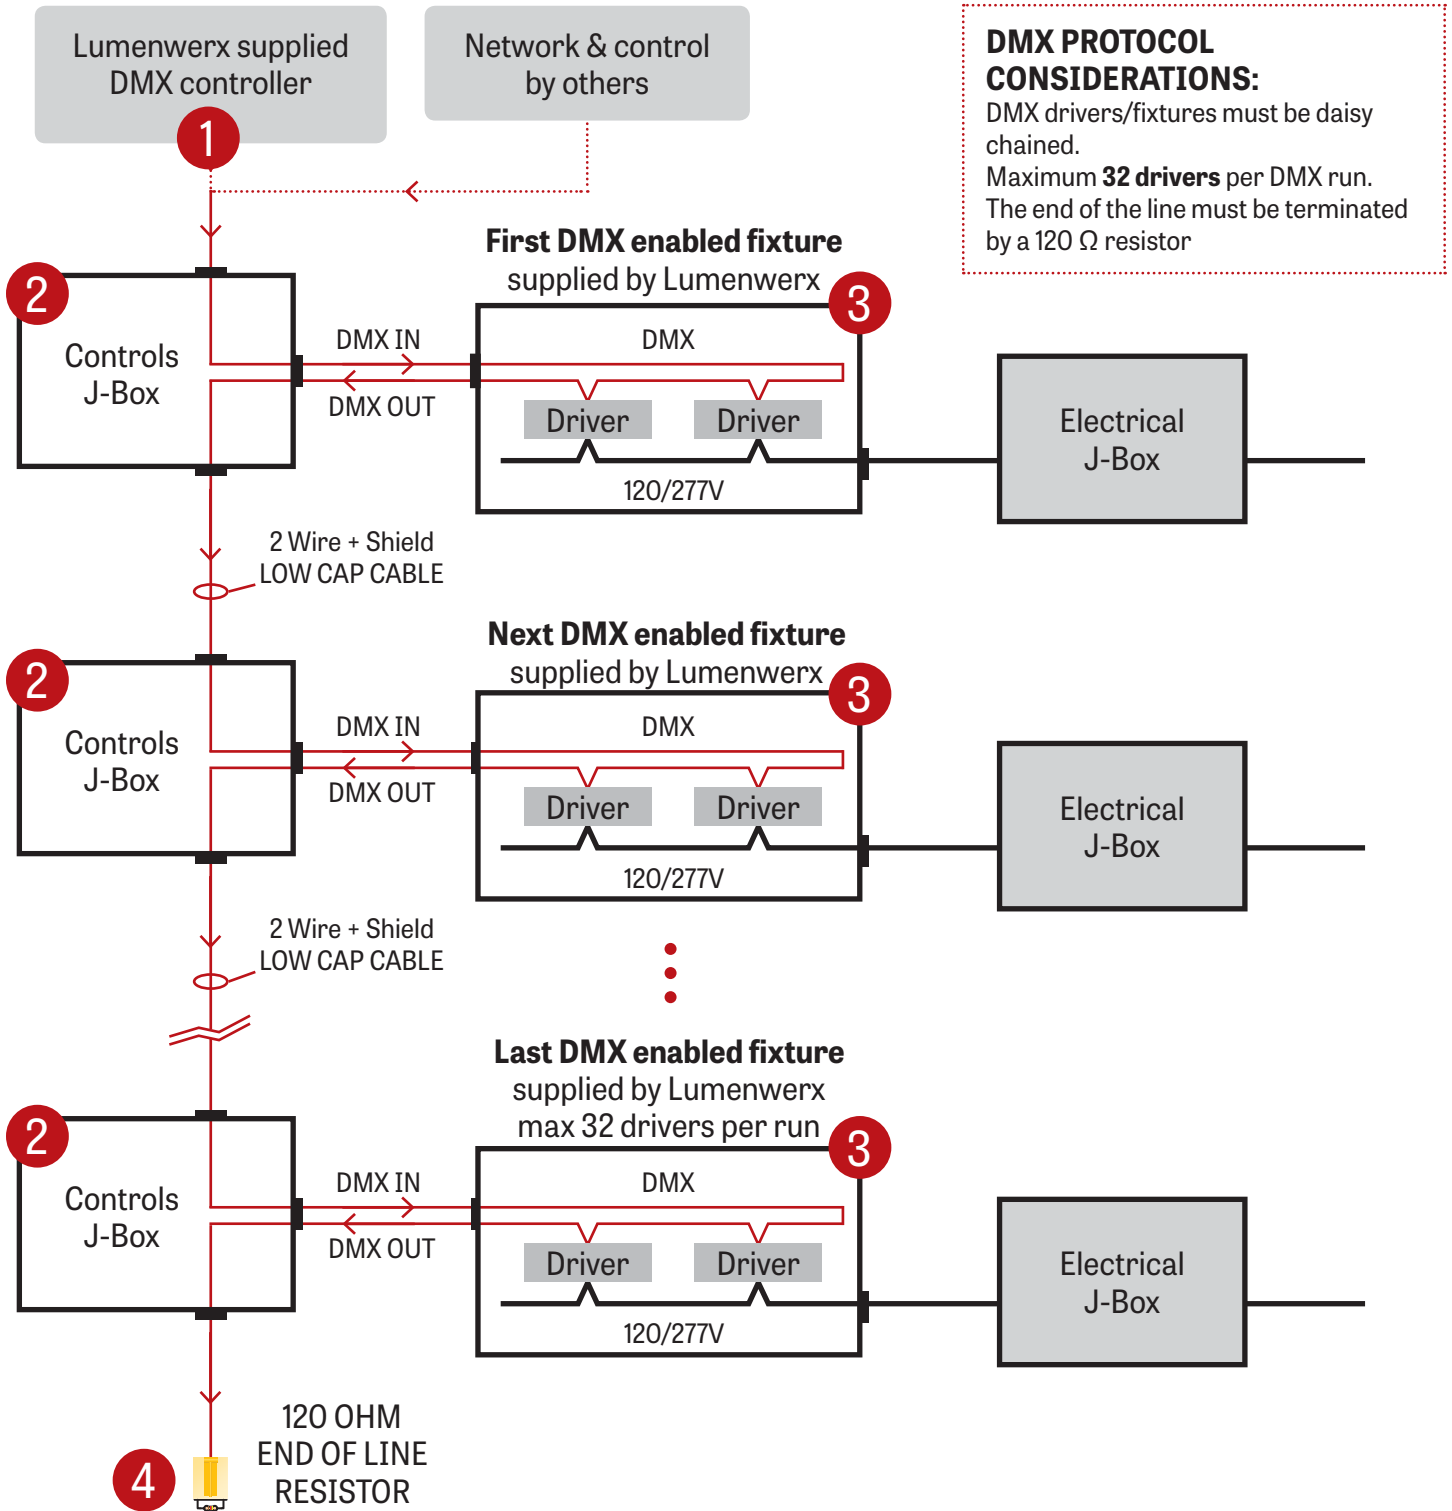 Lumenwerx supplied
DMX controller
1
Network & control
by others
DMX PROTOCOL
CONSIDERATIONS:
DMX drivers/fixtures must be daisy
chained.
Maximum 32 drivers per DMX run.
The end of the line must be terminated
by a 120 Ω resistor
First DMX enabled fixture
supplied by Lumenwerx
2
Controls
J-Box
DMX IN
DMX OUT
3
DMX
Driver
Driver
120/277V
Electrical
J-Box
2 Wire + Shield
LOW CAP CABLE
Next DMX enabled fixture
supplied by Lumenwerx
2
Controls
J-Box
DMX IN
DMX OUT
3
DMX
Driver
Driver
120/277V
Electrical
J-Box
2 Wire + Shield
LOW CAP CABLE
Last DMX enabled fixture
supplied by Lumenwerx
max 32 drivers per run
2
Controls
J-Box
DMX IN
DMX OUT
3
DMX
Driver
Driver
120/277V
Electrical
J-Box
4
120 OHM
END OF LINE
RESISTOR